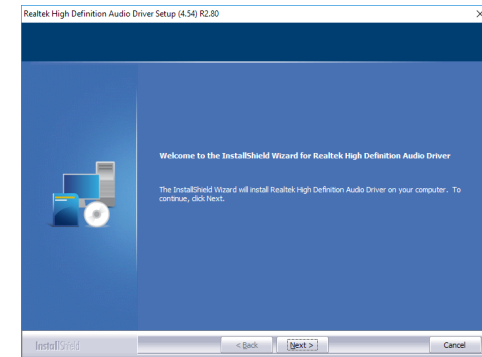 Realtek High Definition Audio Driver Setup (4.54) R2.80
Welcome to the InstallShield Wizard for Realtek High Definition Audio Driver
The InstallShield Wizard will install Realtek High Definition Audio Driver on your computer. To
continue, click Next.
InstallShield
< Back
Next >
Cancel